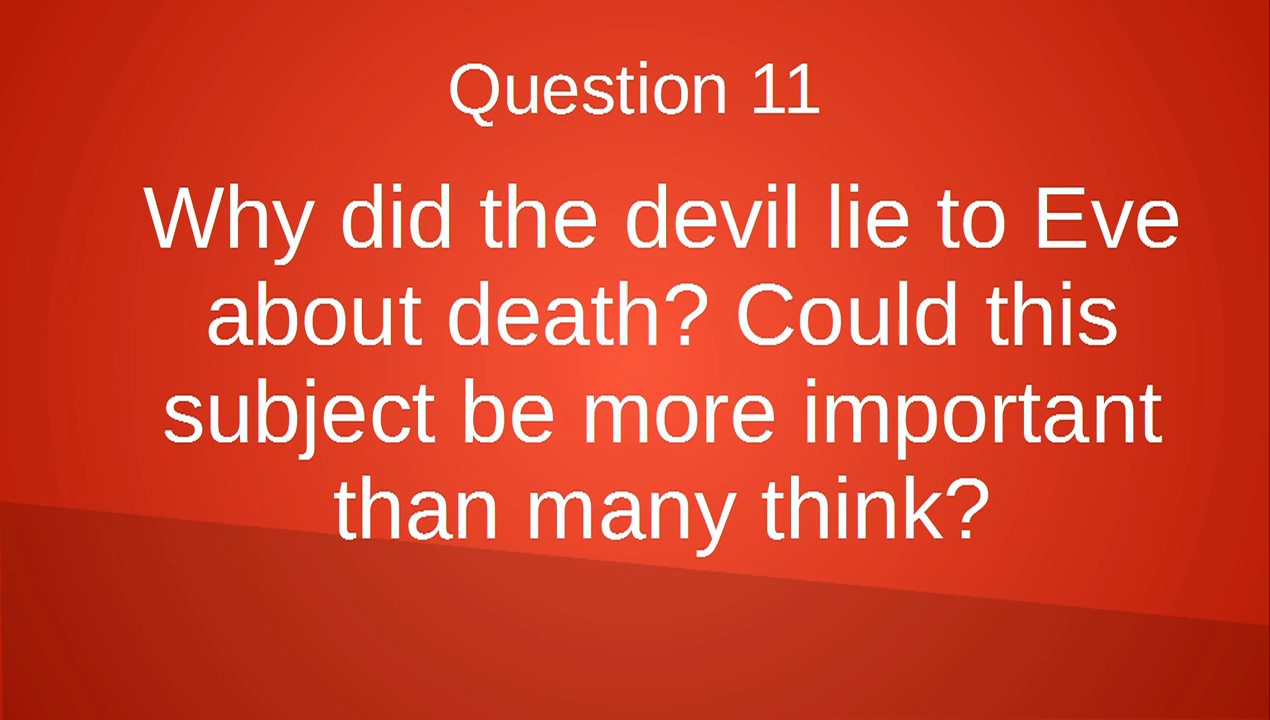 Question 11
Why did the devil lie to Eve
about death? Could this
subject be more important
than many think?